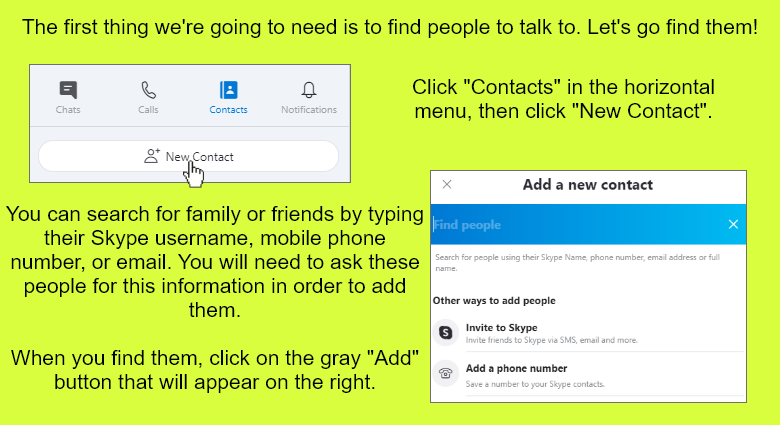 The first thing we're going to need is to find people to talk to. Let's go find them!
Chats
Calls
Contacts
Notifications
New Contact
Click "Contacts" in the horizontal
menu, then click "New Contact".
You can search for family or friends by typing
their Skype username, mobile phone
number, or email. You will need to ask these
people for this information in order to add
them.
When you find them, click on the gray "Add"
button that will appear on the right.
Add a new contact
Find people
Search for people using their Skype Name, phone number, email address or full
name.
Other ways to add people
Invite to Skype
Invite friends to Skype via SMS, email and more.
Add a phone number
Save a number to your Skype contacts.